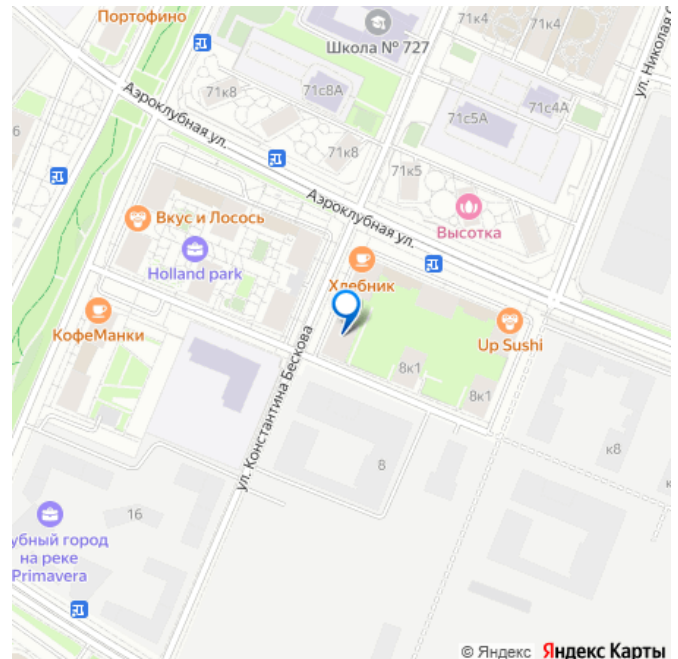 Портофино
71к4
71к4
Школа № 727
ул. Николая С
71к8
71с8А
71с4А
71с5А
Аэроклубная ул.
71к8
71к5
6
Вкус и Лосось
Аэроклубная ул.
Высотка
Holland park
Хлебник
КофеМанки
Up Sushi
8к1
8к1
ул. Константина Бескова
к8
8
к
16
убный город
на реке
Primavera
© Яндекс Яндекс Карты